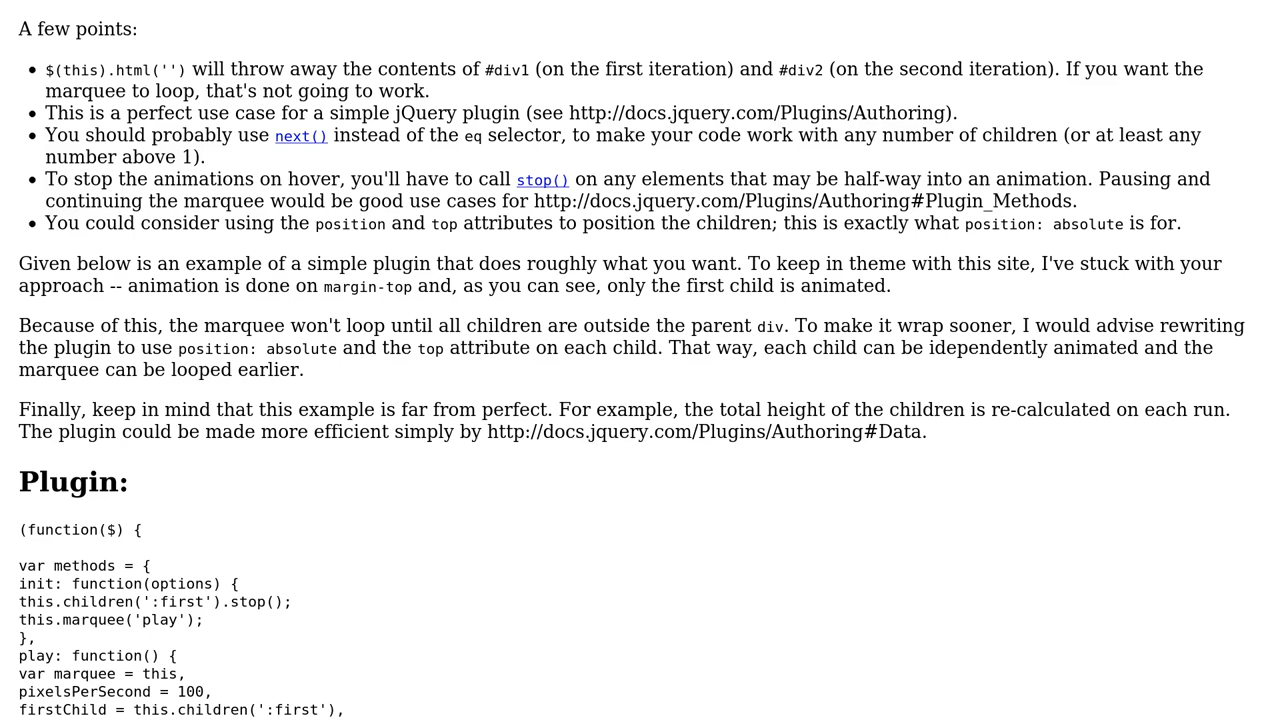 A few points:
$(this).html('') will throw away the contents of #div1 (on the first iteration) and #div2 (on the second iteration). If you want the
marquee to loop, that's not going to work.
This is a perfect use case for a simple jQuery plugin (see http://docs.jquery.com/Plugins/Authoring).
You should probably use next() instead of the eq selector, to make your code work with any number of children (or at least any
number above 1).
To stop the animations on hover, you'll have to call stop() on any elements that may be half-way into an animation. Pausing and
continuing the marquee would be good use cases for http://docs.jquery.com/Plugins/Authoring#Plugin_Methods.
You could consider using the position and top attributes to position the children; this is exactly what position: absolute is for.
Given below is an example of a simple plugin that does roughly what you want. To keep in theme with this site, I've stuck with your
approach -- animation is done on margin-top and, as you can see, only the first child is animated.
Because of this, the marquee won't loop until all children are outside the parent div. To make it wrap sooner, I would advise rewriting
the plugin to use position: absolute and the top attribute on each child. That way, each child can be idependently animated and the
marquee can be looped earlier.
Finally, keep in mind that this example is far from perfect. For example, the total height of the children is re-calculated on each run.
The plugin could be made more efficient simply by http://docs.jquery.com/Plugins/Authoring#Data.
Plugin:
(function($) {
var methods = {
init: function(options) {
this.children(':first').stop();
this.marquee('play');
},
play: function() {
var marquee = this,
pixelsPerSecond = 100,
firstChild = this.children(':first'),